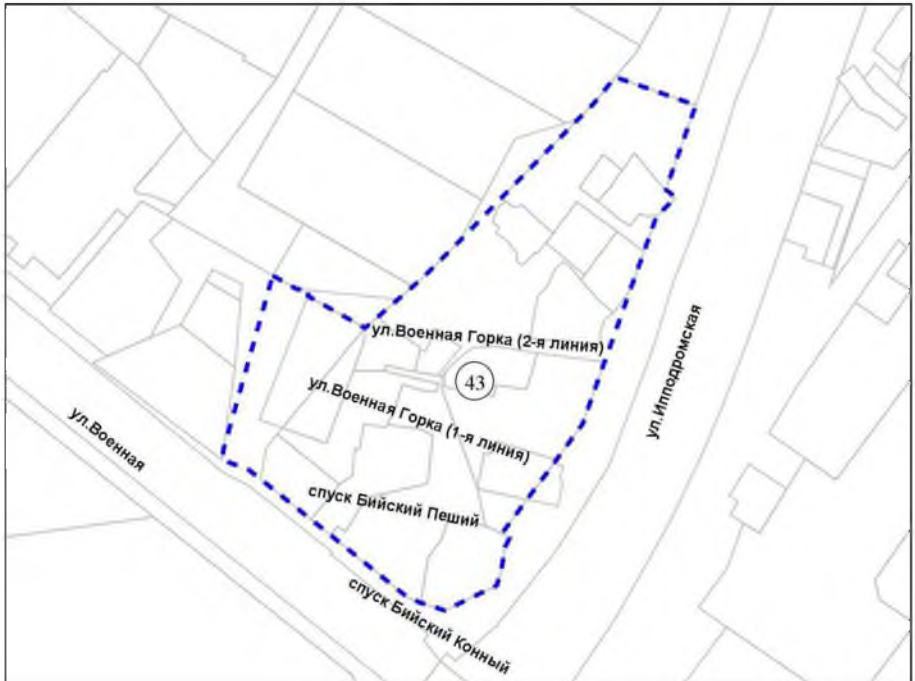 ул.Военная Горка (2-я линия)
43
ул.Военная Горка (1-я линия)
ул.Ипподромская
ул.Военная
спуск Бийский Пеший
спуск Бийский Конный